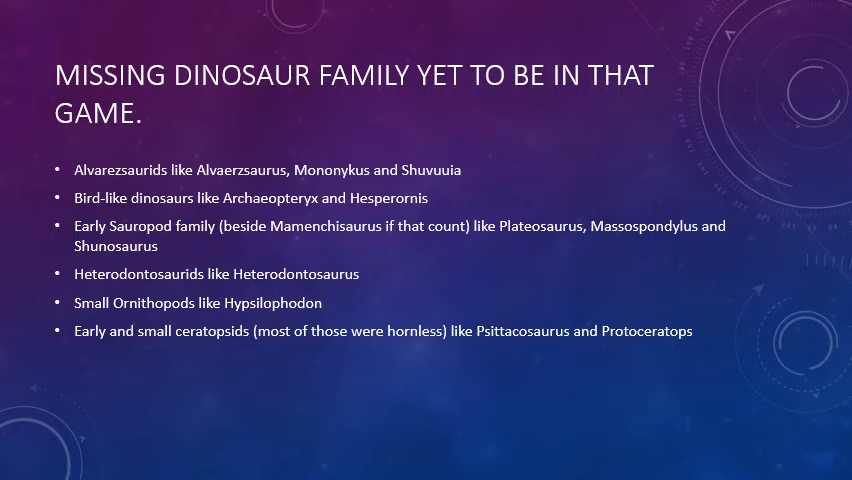 MISSING DINOSAUR FAMILY YET TO BE IN THAT
GAME.
• Alvarezsaurids like Alvaerzsaurus, Mononykus and Shuvuuia
• Bird-like dinosaurs like Archaeopteryx and Hesperornis
• Early Sauropod family (beside Mamenchisaurus if that count) like Plateosaurus, Massospondylus and
Shunosaurus
• Heterodontosaurids like Heterodontosaurus
• Small Ornithopods like Hypsilophodon
• Early and small ceratopsids (most of those were hornless) like Psittacosaurus and Protoceratops